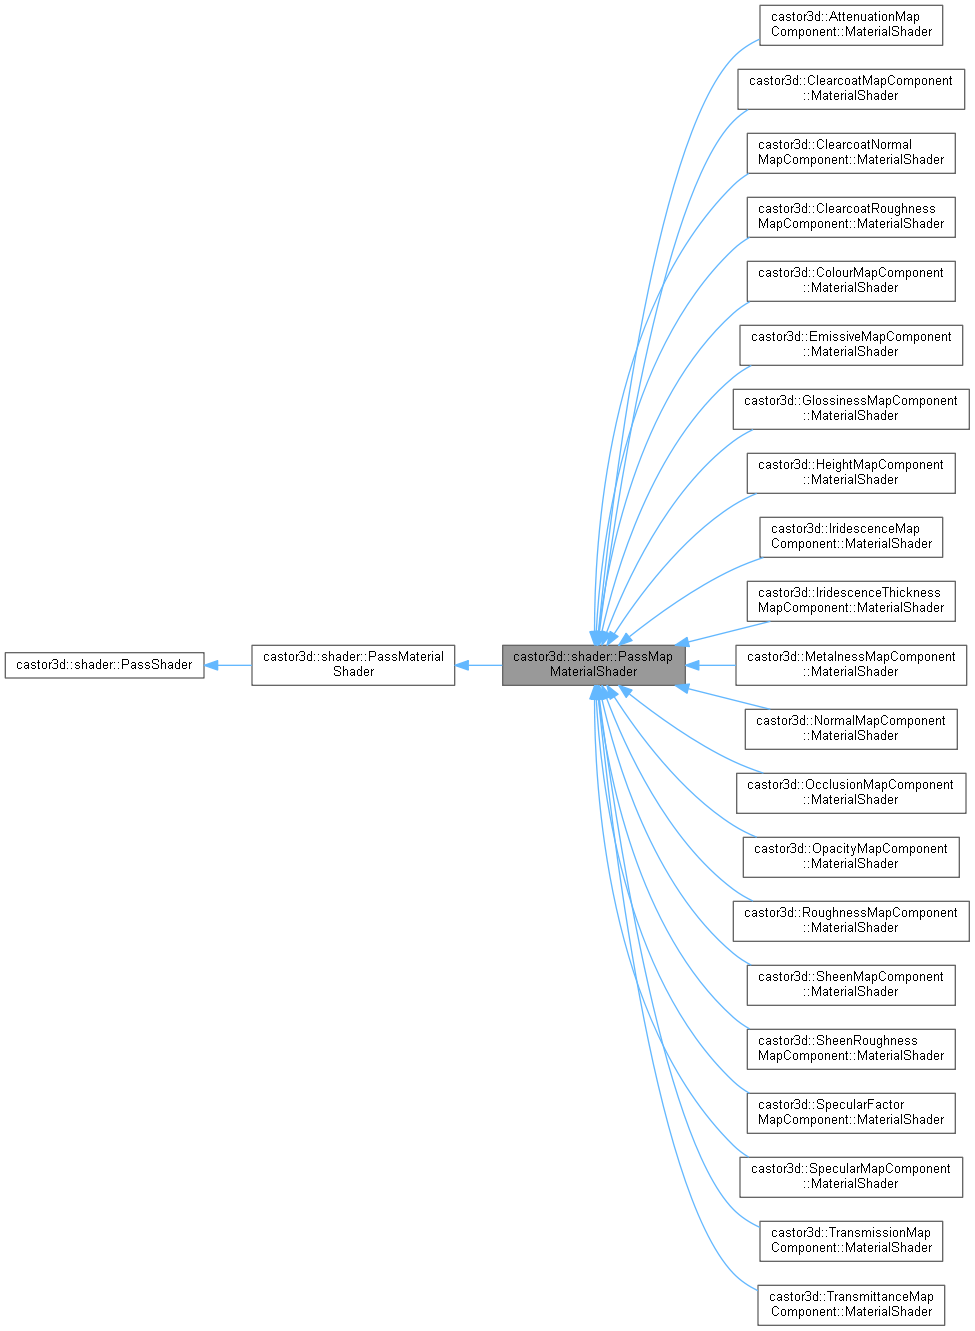 castor3d::AttenuationMap
Component::MaterialShader
castor3d::ClearcoatMapComponent
::MaterialShader
castor3d::ClearcoatNormal
MapComponent::MaterialShader
castor3d::ClearcoatRoughness
MapComponent::MaterialShader
castor3d::ColourMapComponent
::MaterialShader
castor3d::EmissiveMapComponent
::MaterialShader
castor3d::GlossinessMapComponent
::MaterialShader
castor3d::HeightMapComponent
::MaterialShader
castor3d::IridescenceMap
Component::MaterialShader
castor3d::IridescenceThickness
MapComponent::MaterialShader
castor3d::shader::PassShader
castor3d::shader::PassMaterial
Shader
castor3d::shader::PassMap
MaterialShader
castor3d::MetalnessMapComponent
::MaterialShader
castor3d::NormalMapComponent
::MaterialShader
castor3d::OcclusionMapComponent
::MaterialShader
castor3d::OpacityMapComponent
::MaterialShader
castor3d::RoughnessMapComponent
::MaterialShader
castor3d::SheenMapComponent
::MaterialShader
castor3d::SheenRoughness
MapComponent::MaterialShader
castor3d::SpecularFactor
MapComponent::MaterialShader
castor3d::SpecularMapComponent
::MaterialShader
castor3d::TransmissionMap
Component::MaterialShader
castor3d::TransmittanceMap
Component::MaterialShader